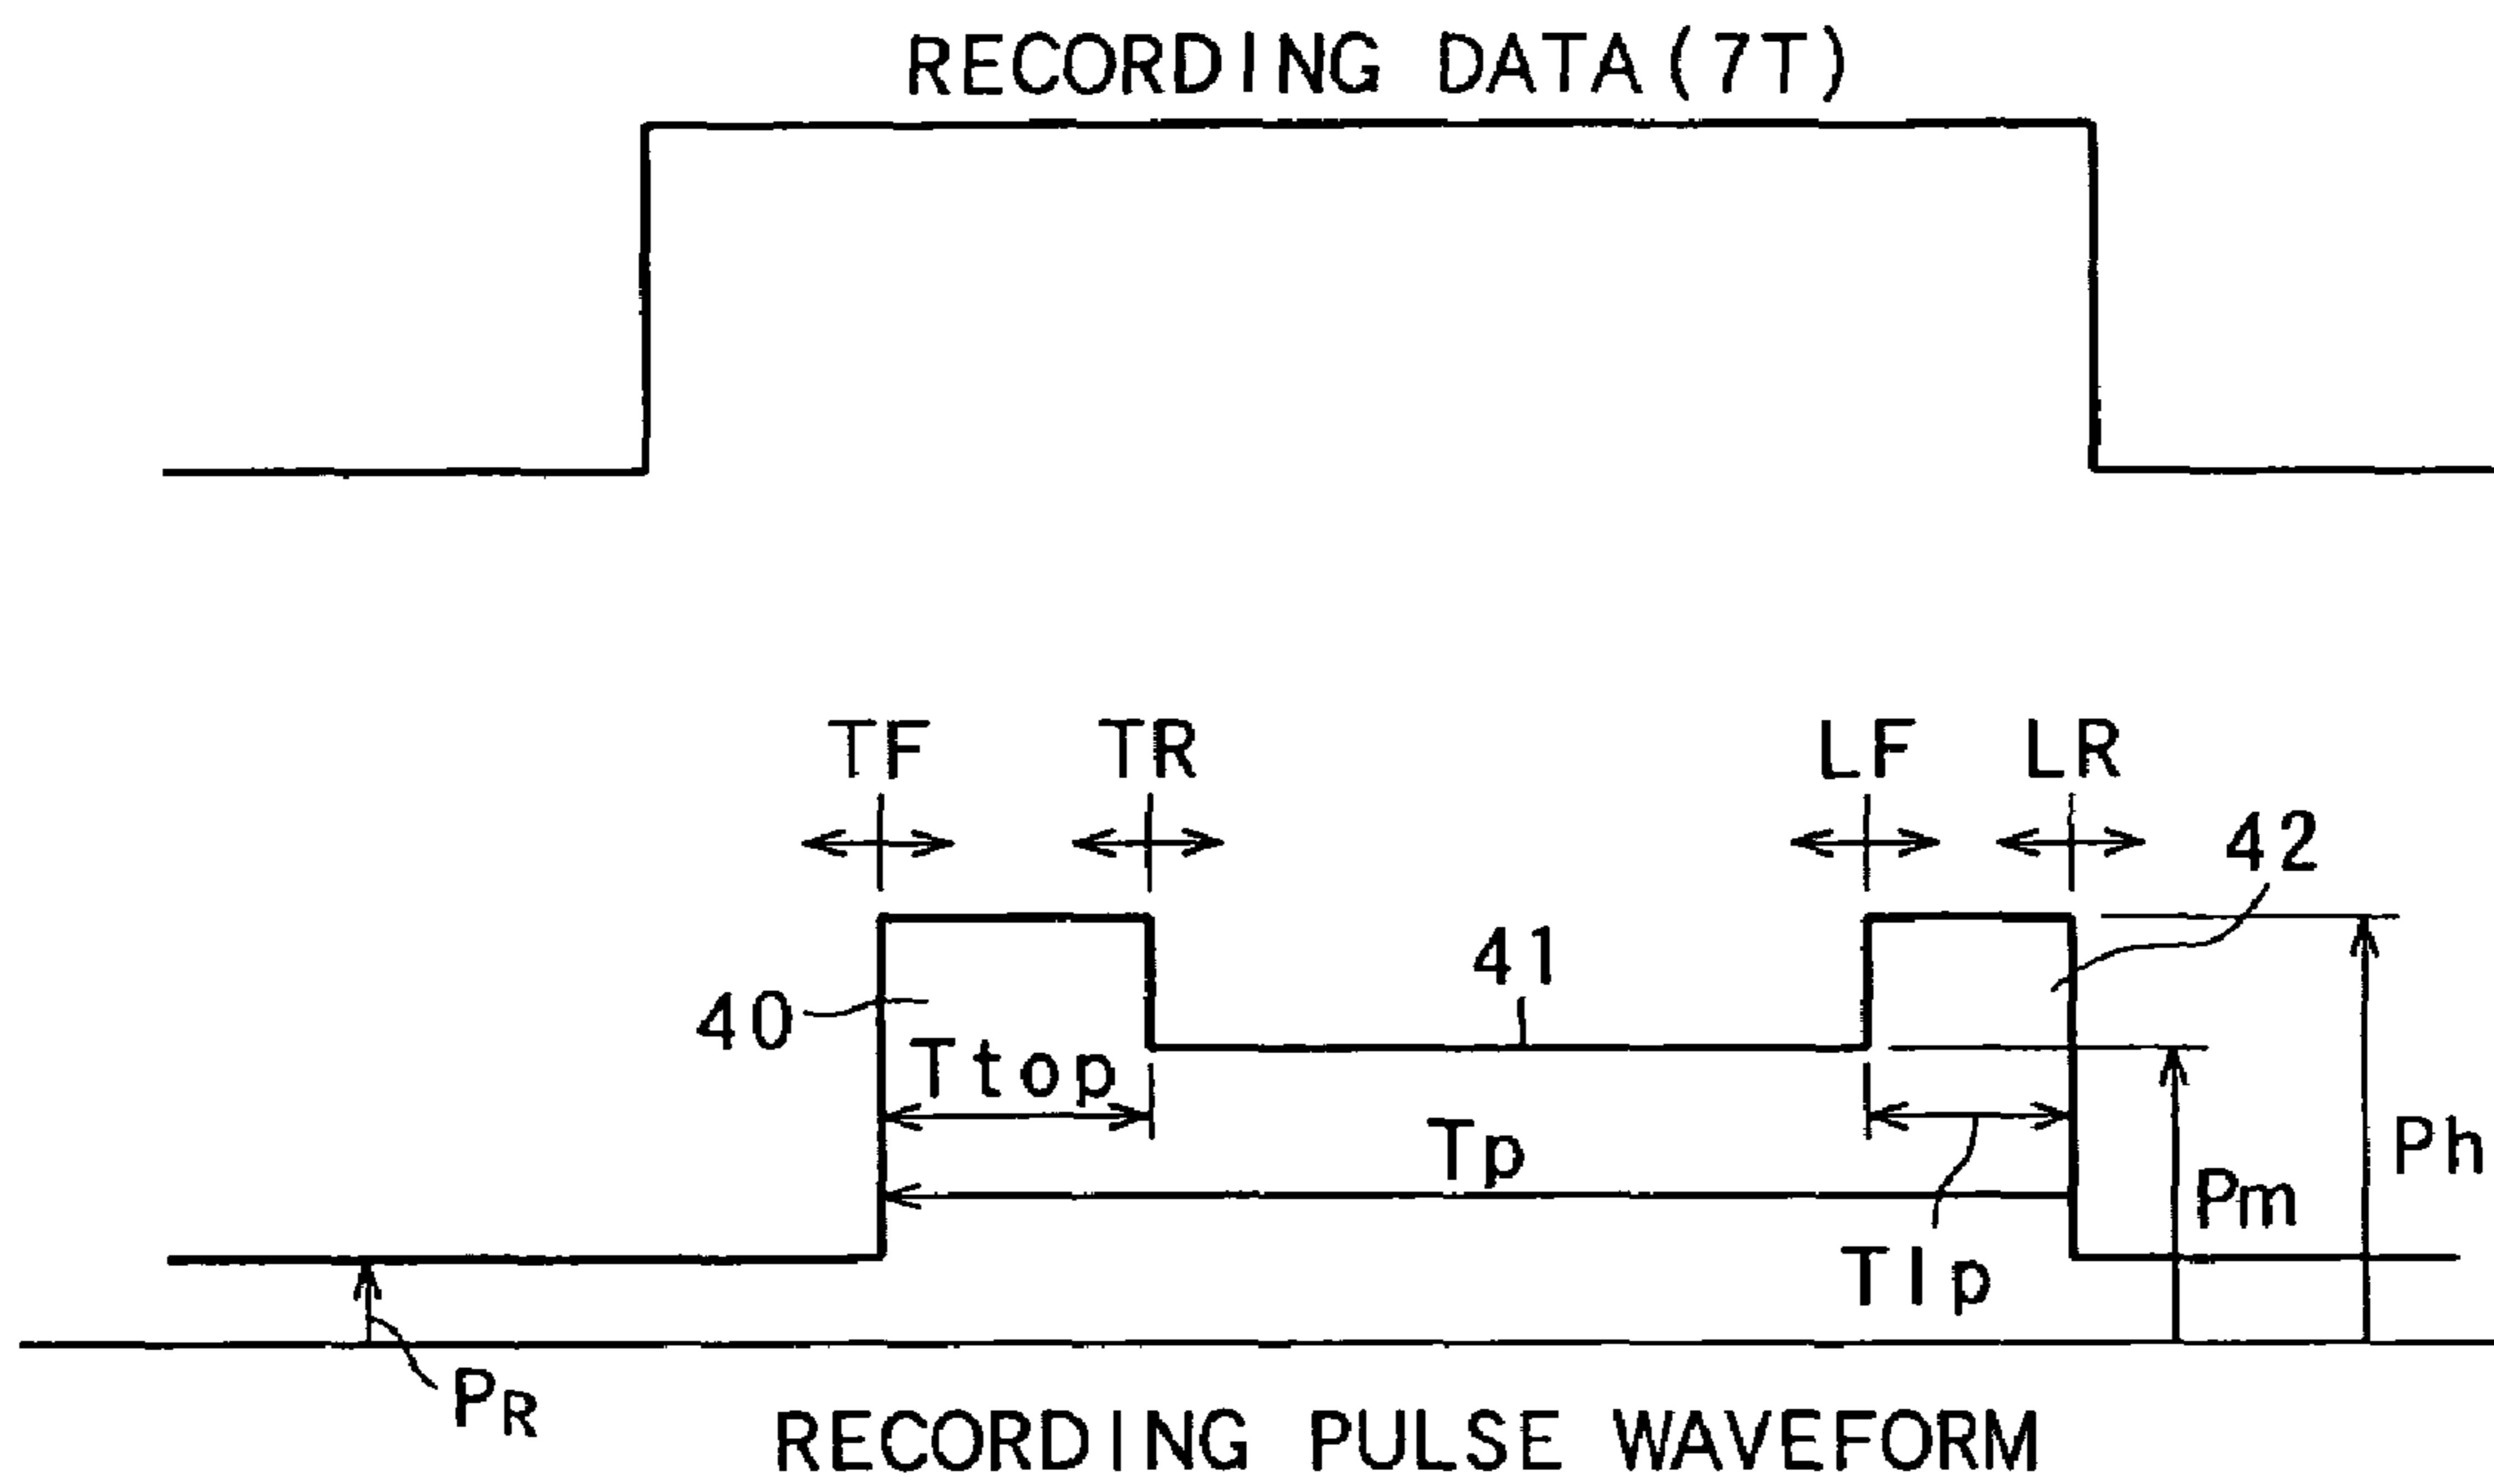 RECORDING DATA(7T)
TF TR LF LR
42
41
40
Ttop
Tp
Ph
Pm
Tlp
PR
RECORDING PULSE WAVEFORM